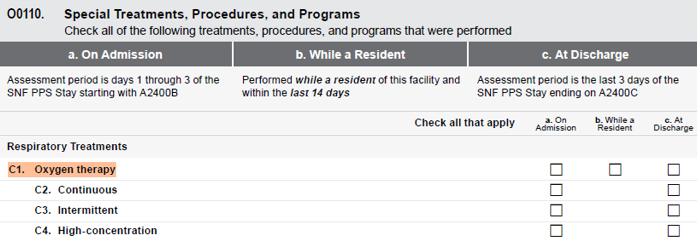 O0110. Special Treatments, Procedures, and Programs
Check all of the following treatments, procedures, and programs that were performed
a. On Admission b. While a Resident c. At Discharge
Assessment period is days 1 through 3 of the
SNF PPS Stay starting with A2400B
Performed while a resident of this facility and
within the last 14 days
Assessment period is the last 3 days of the
SNF PPS Stay ending on A2400C
Check all that apply
a. On
Admission
b. While a
Resident
c. At
Discharge
Respiratory Treatments
C1. Oxygen therapy
C2. Continuous
C3. Intermittent
C4. High-concentration